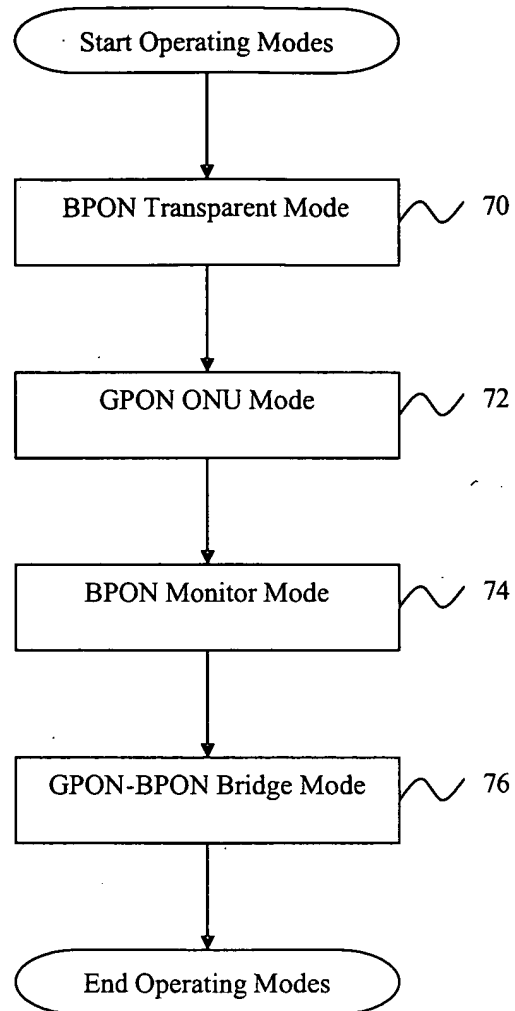 Start Operating Modes
BPON Transparent Mode
70
GPON ONU Mode
72
BPON Monitor Mode
74
GPON-BPON Bridge Mode
76
End Operating Modes